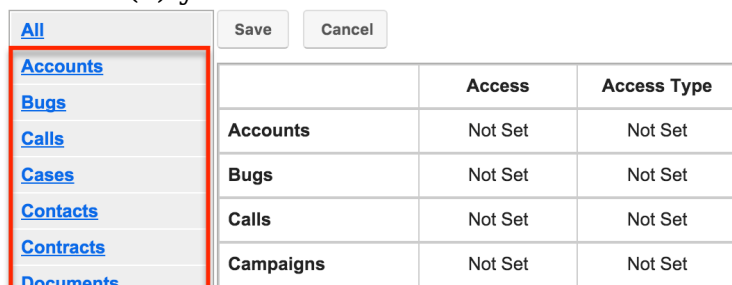 All
Save Cancel
Accounts
Bugs
Calls
Cases
Contacts
Contracts
Documents
Access Access Type
Accounts Not Set Not Set
Bugs Not Set Not Set
Calls Not Set Not Set
Campaigns Not Set Not Set